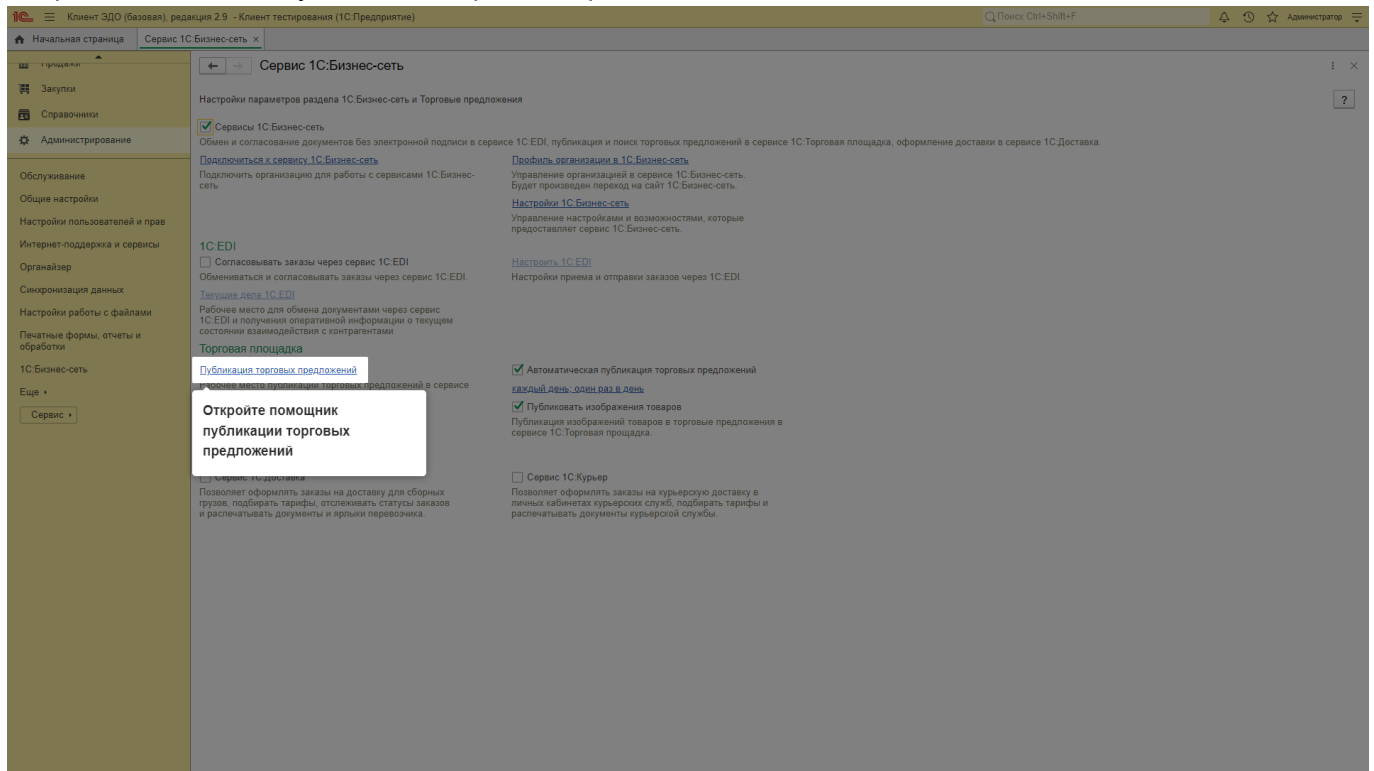 1С Клиент ЭДО (базовая), редакция 2.9 - Клиент тестирования (1С:Предприятие)
Поиск Ctrl+Shift+F
Администратор
Начальная страница
Сервис 1С:Бизнес-сеть ×
Продажи
Закупки
Справочники
Администрирование
Обслуживание
Общие настройки
Настройки пользователей и прав
Интернет-поддержка и сервисы
Органайзер
Синхронизация данных
Настройки работы с файлами
Печатные формы, отчеты и
обработки
1С:Бизнес-сеть
Еще
Сервис
Сервис 1С:Бизнес-сеть
Настройки параметров раздела 1С:Бизнес-сеть и Торговые предложения
?
Сервисы 1С:Бизнес-сеть
Обмен и согласование документов без электронной подписи в сервисе 1С:EDI, публикация и поиск торговых предложений в сервисе 1С:Торговая площадка, оформление доставки в сервисе 1С:Доставка.
Подключиться к сервису 1С:Бизнес-сеть
Подключить организацию для работы с сервисами 1С:Бизнес-
сеть
Профиль организации в 1С:Бизнес-сеть
Управление организацией в сервисе 1С:Бизнес-сеть.
Будет произведен переход на сайт 1С:Бизнес-сеть.
Настройки 1С:Бизнес-сеть
Управление настройками и возможностями, которые
предоставляет сервис 1С:Бизнес-сеть.
1С:EDI
Согласовывать заказы через сервис 1С:EDI
Обмениваться и согласовывать заказы через сервис 1С:EDI.
Настроить 1С:EDI
Настройки приема и отправки заказов через 1С:EDI.
Текущие дела 1С:EDI
Рабочее место для обмена документами через сервис
1С:EDI и получения оперативной информации о текущем
состоянии взаимодействия с контрагентами
Торговая площадка
Публикация торговых предложений
Рабочее место публикации торговых предложений в сервисе
Откройте помощник
публикации торговых
предложений
Автоматическая публикация торговых предложений
каждый день; один раз в день
Публиковать изображения товаров
Публикация изображений товаров в торговые предложения в
сервисе 1С:Торговая прощадка.
Сервис 1С:Доставка
Позволяет оформлять заказы на доставку для сборных
грузов, подбирать тарифы, отслеживать статусы заказов
и распечатывать документы и ярлыки перевозчика.
Сервис 1С:Курьер
Позволяет оформлять заказы на курьерскую доставку в
личных кабинетах курьерских служб, подбирать тарифы и
распечатывать документы курьерской службы.